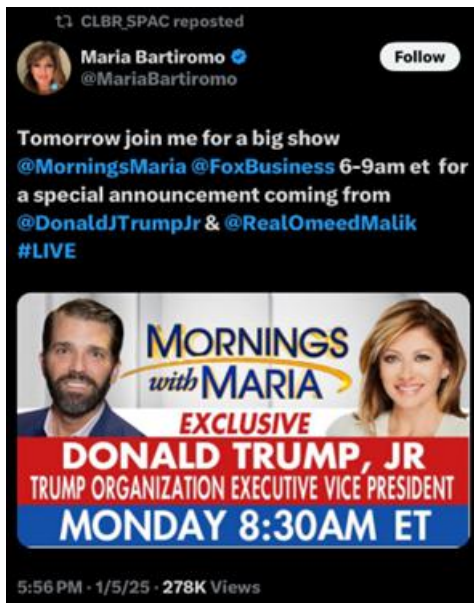 CLBR_SPAC reposted
Maria Bartiromo
@MariaBartiromo
Follow
Tomorrow join me for a big show
@MorningsMaria @FoxBusiness 6-9am et for
a special announcement coming from
@DonaldJTrumpJr & @RealOmeedMalik
#LIVE
MORNINGS
with MARIA
EXCLUSIVE
DONALD TRUMP, JR
TRUMP ORGANIZATION EXECUTIVE VICE PRESIDENT
MONDAY 8:30AM ET
5:56 PM · 1/5/25 · 278K Views